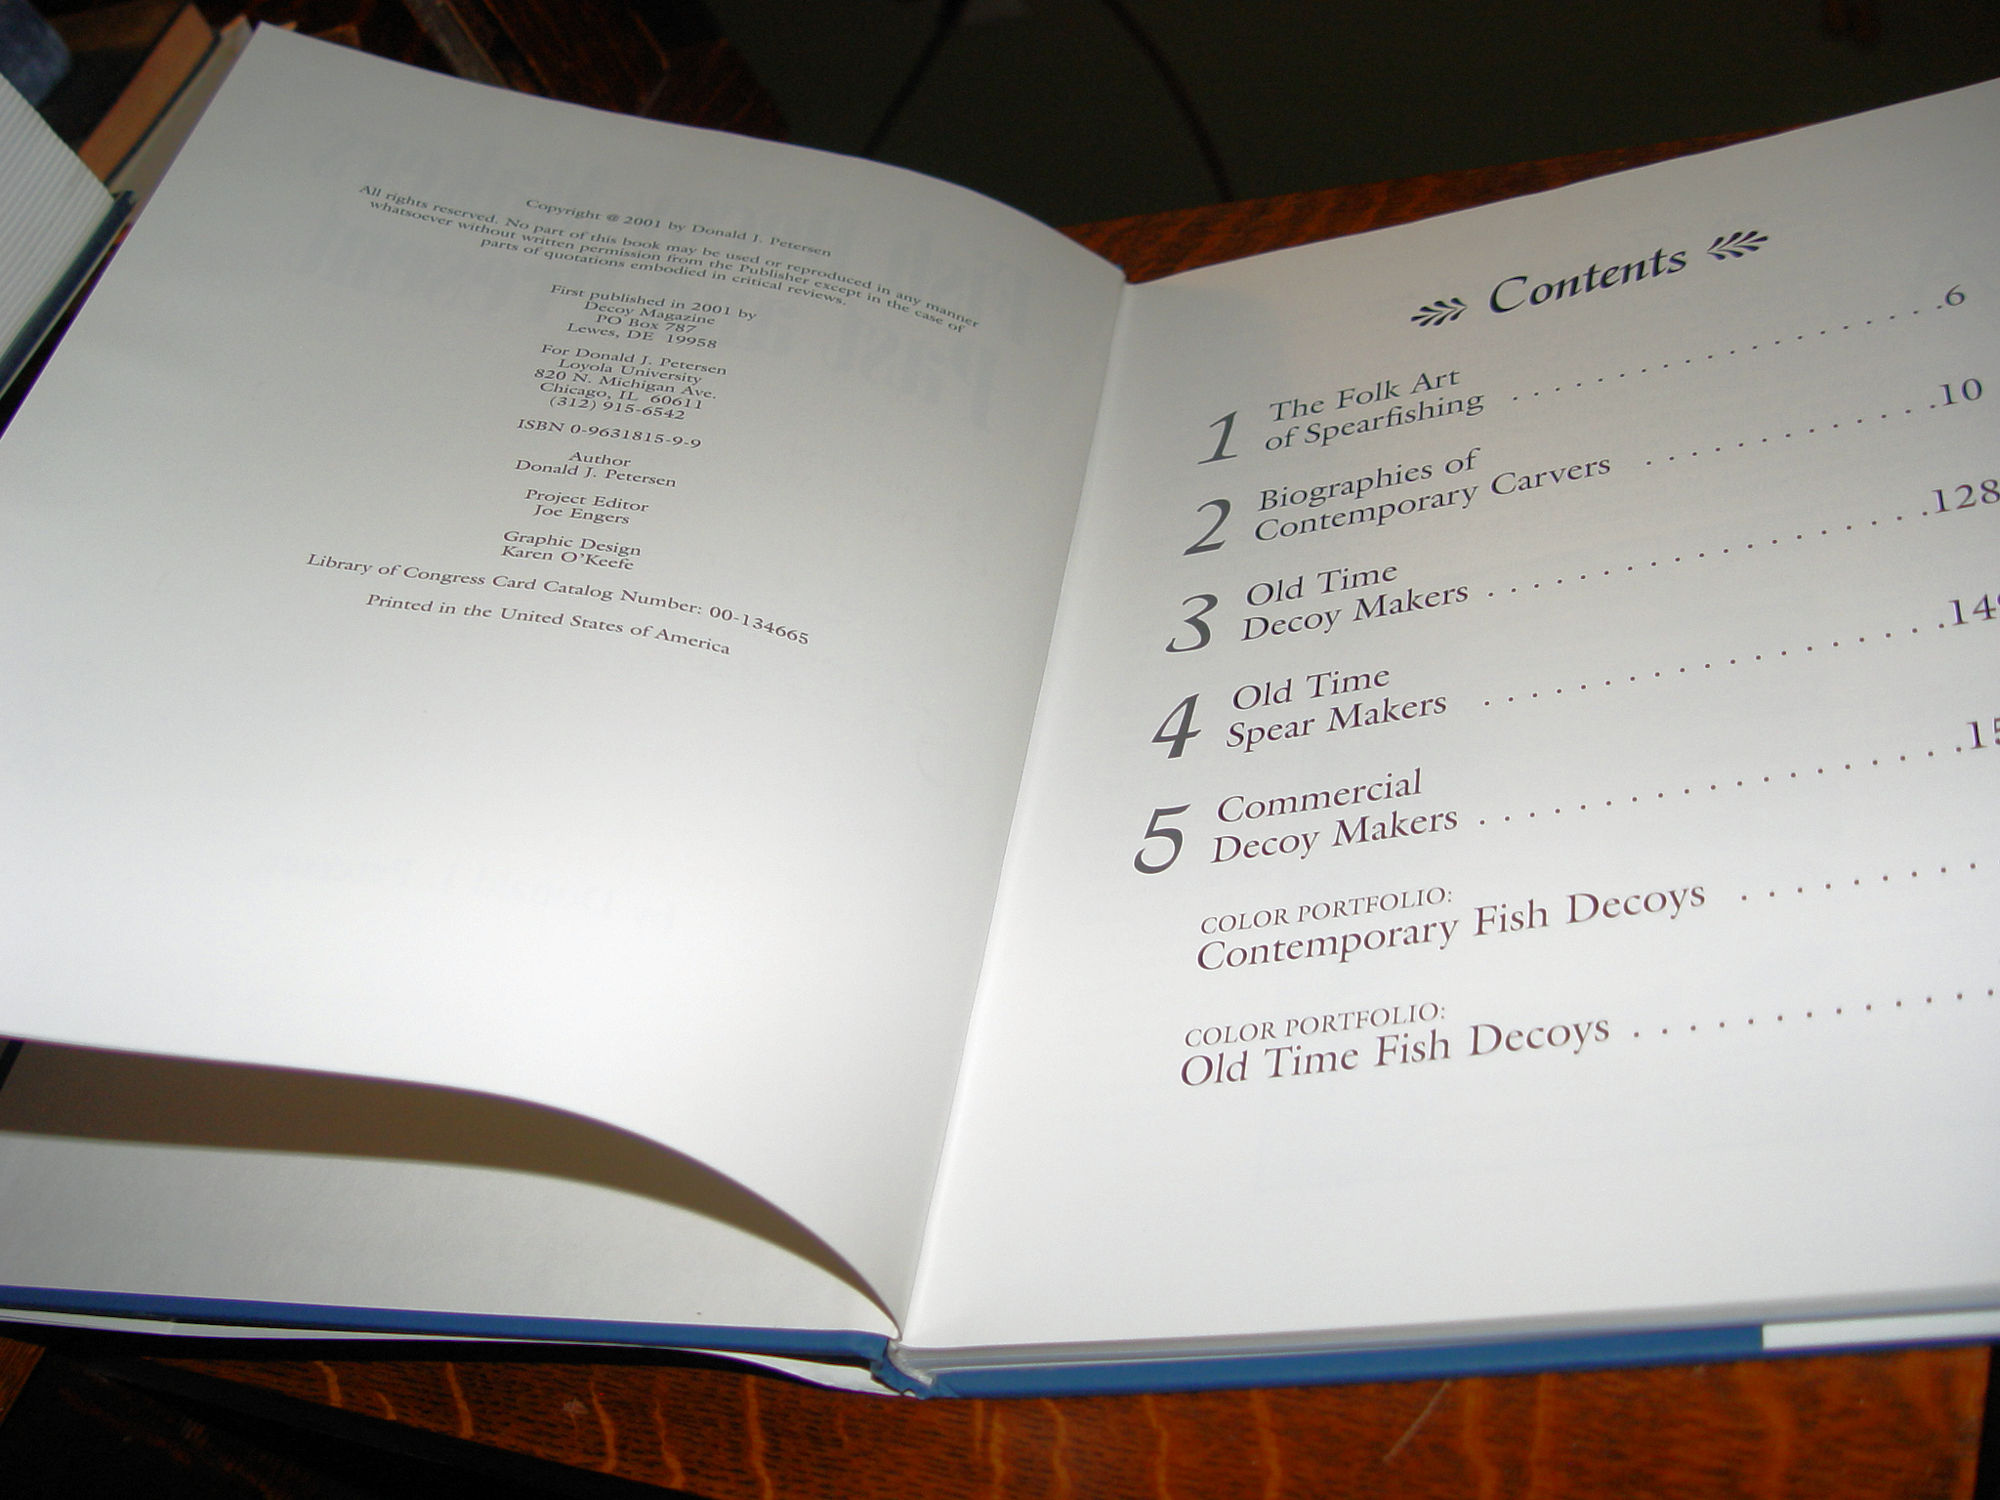 Copyright @ 2001 by Donald J. Petersen
All rights reserved. No part of this book may be used or reproduced in any manner
whatsoever without written permission from the Publisher except in the case of
parts of quotations embodied in critical reviews.
First published in 2001 by
Decoy Magazine
PO Box 787
Lewes, DE 19958
For Donald J. Petersen
Loyola University
820 N. Michigan Ave.
Chicago, IL 60611
(312) 915-6542
ISBN 0-9631815-9-9
Author
Donald J. Petersen
Project Editor
Joe Engers
Graphic Design
Karen O'Keefe
Library of Congress Card Catalog Number: 00-134665
Printed in the United States of America
Contents
1 The Folk Art
of Spearfishing . . . . . . . . . . . . . . . . . .6
2 Biographies of
Contemporary Carvers . . . . . . . . . . . .10
3 Old Time
Decoy Makers . . . . . . . . . . . . . . . . . .128
4 Old Time
Spear Makers . . . . . . . . . . . . . . . . . .
5 Commercial
Decoy Makers . . . . . . . . . . . . . . . . . .
COLOR PORTFOLIO:
Contemporary Fish Decoys . . . . . . . . .
COLOR PORTFOLIO:
Old Time Fish Decoys . . . . . . . . . . . . .